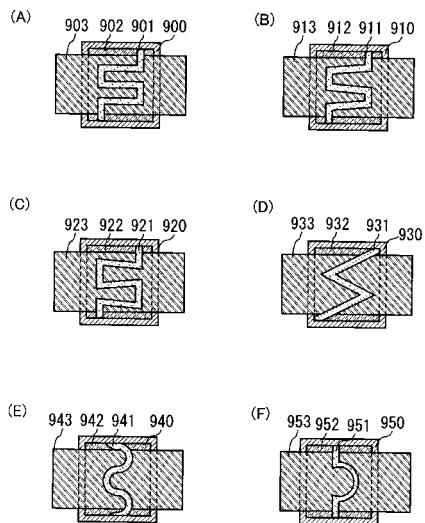 (A)
903 902 901 900
(B)
913 912 911 910
(C)
923 922 921 920
(D)
933 932 931 930
(E)
943 942 941 940
(F)
953 952 951 950